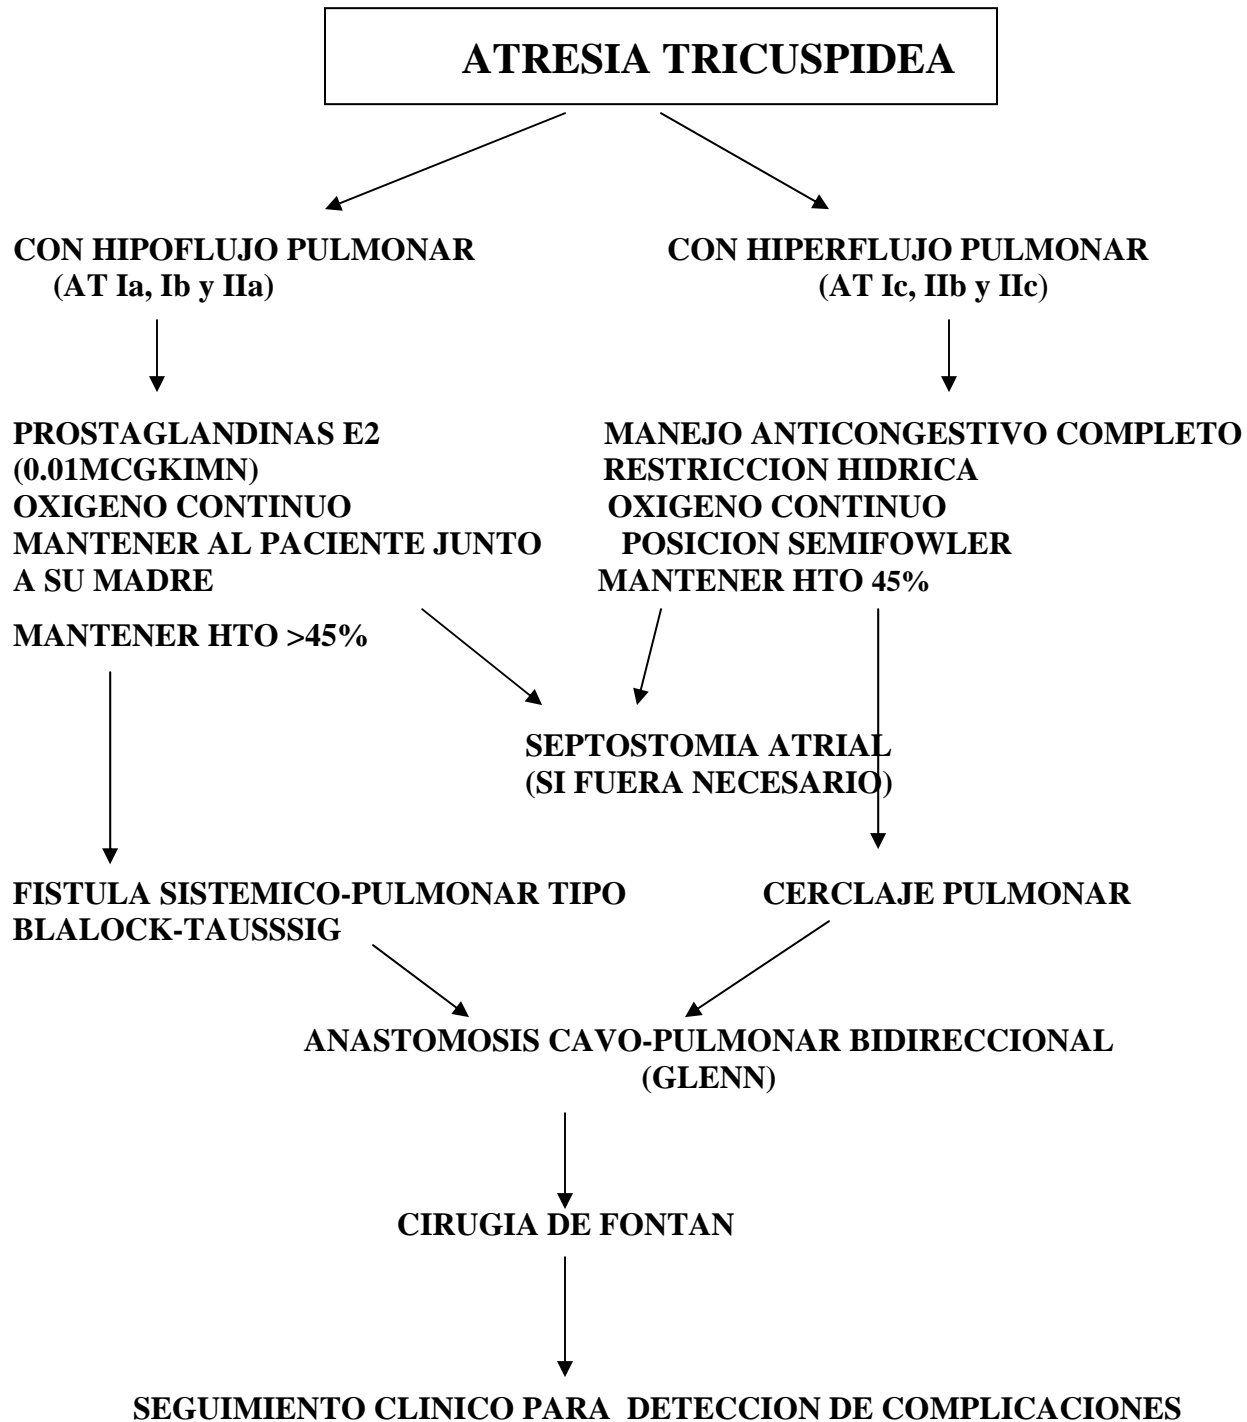 ATRESIA TRICUSPIDEA
CON HIPOFLUJO PULMONAR
(AT Ia, Ib y IIa)
CON HIPERFLUJO PULMONAR
(AT Ic, IIb y IIc)
PROSTAGLANDINAS E2
(0.01MCGKIMN)
OXIGENO CONTINUO
MANTENER AL PACIENTE JUNTO
A SU MADRE
MANTENER HTO >45%
MANEJO ANTICONGESTIVO COMPLETO
RESTRICCION HIDRICA
OXIGENO CONTINUO
POSICION SEMIFOWLER
MANTENER HTO 45%
SEPTOSTOMIA ATRIAL
(SI FUERA NECESARIO)
FISTULA SISTEMICO-PULMONAR TIPO
BLALOCK-TAUSSSIG
CERCLAJE PULMONAR
ANASTOMOSIS CAVO-PULMONAR BIDIRECCIONAL
(GLENN)
CIRUGIA DE FONTAN
SEGUIMIENTO CLINICO PARA DETECCION DE COMPLICACIONES